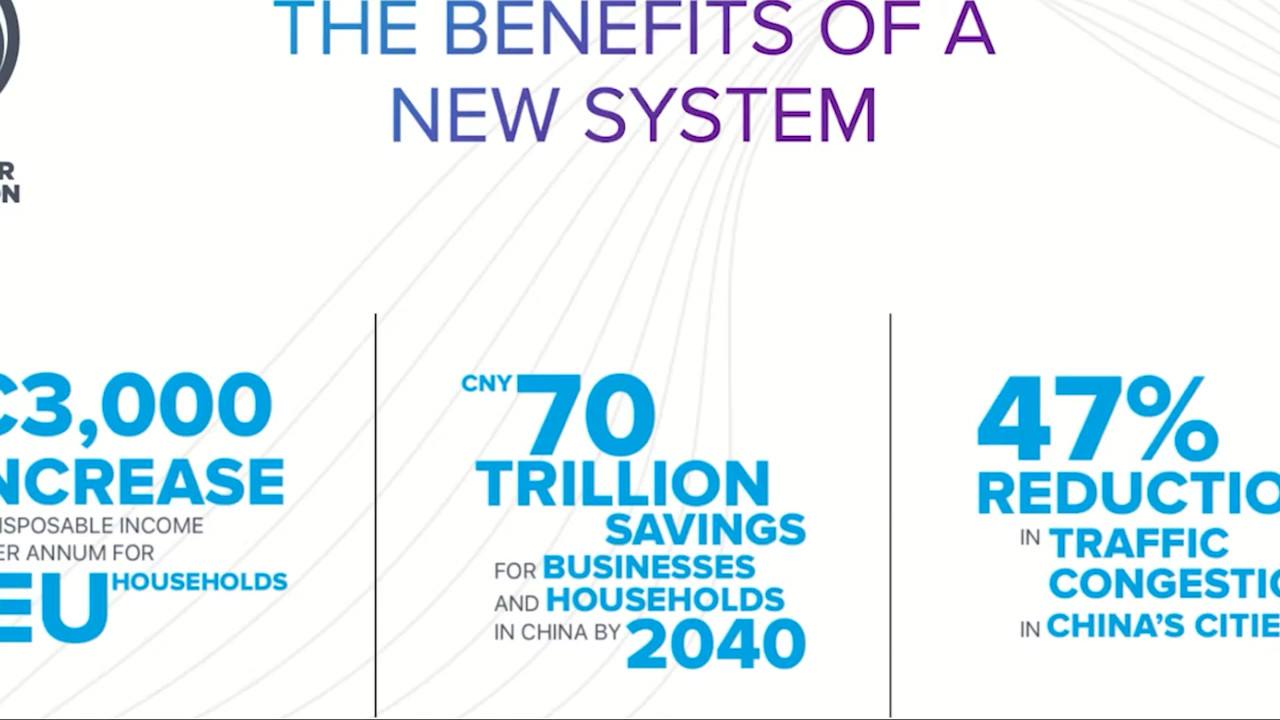 THE BENEFITS OF A
NEW SYSTEM
3,000
NCREASE
ISPOSABLE INCOME
ER ANNUM FOR
EU HOUSEHOLDS
CNY 70
TRILLION
SAVINGS
FOR BUSINESSES
AND HOUSEHOLDS
IN CHINA BY 2040
47%
REDUCTIO
IN TRAFFIC
CONGESTIO
IN CHINA'S CITIE